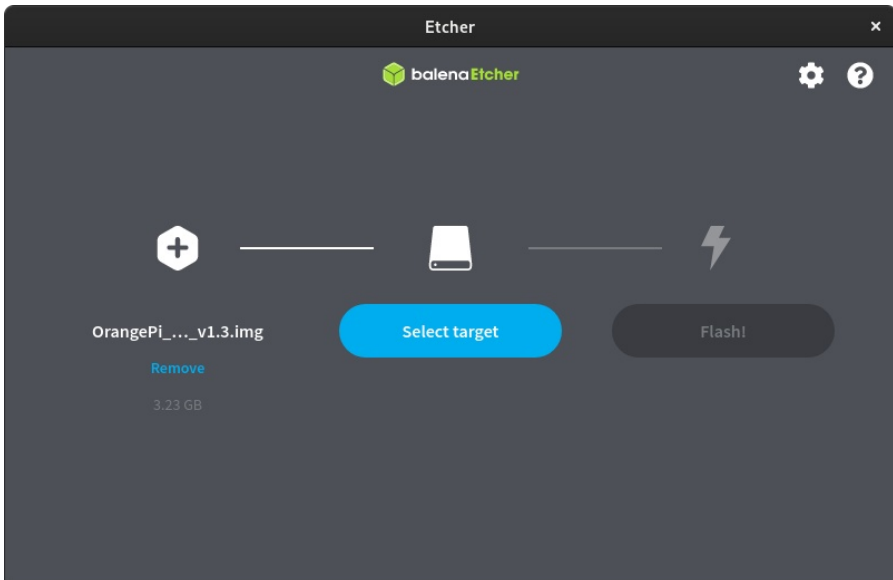 Etcher
balenaEtcher
OrangePi_..._v1.3.img
Select target
Flash!
Remove
3.23 GB